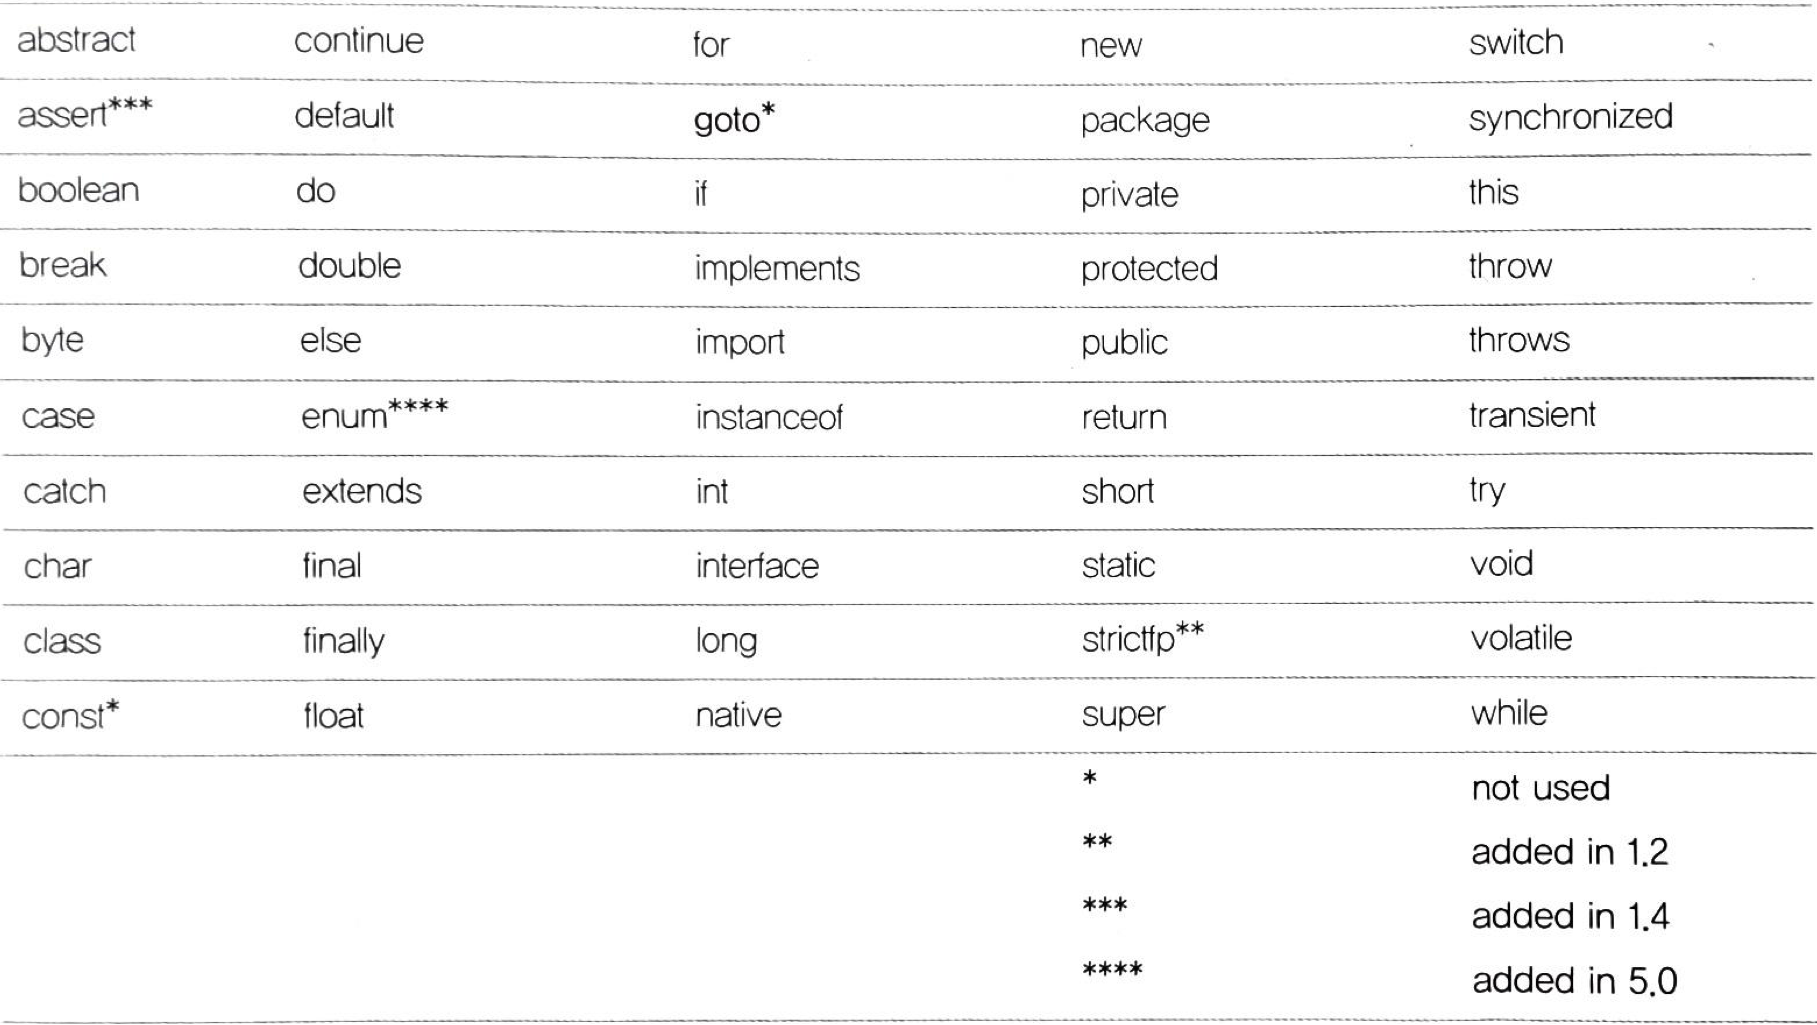 abstract continue for new switch
assert*** default goto* package synchronized
boolean do if private this
break double implements protected throw
byte else import public throws
case enum**** instanceof return transient
catch extends int short try
char final interface static void
class finally long strictfp** volatile
const* float native super while
* not used
** added in 1.2
*** added in 1.4
**** added in 5.0